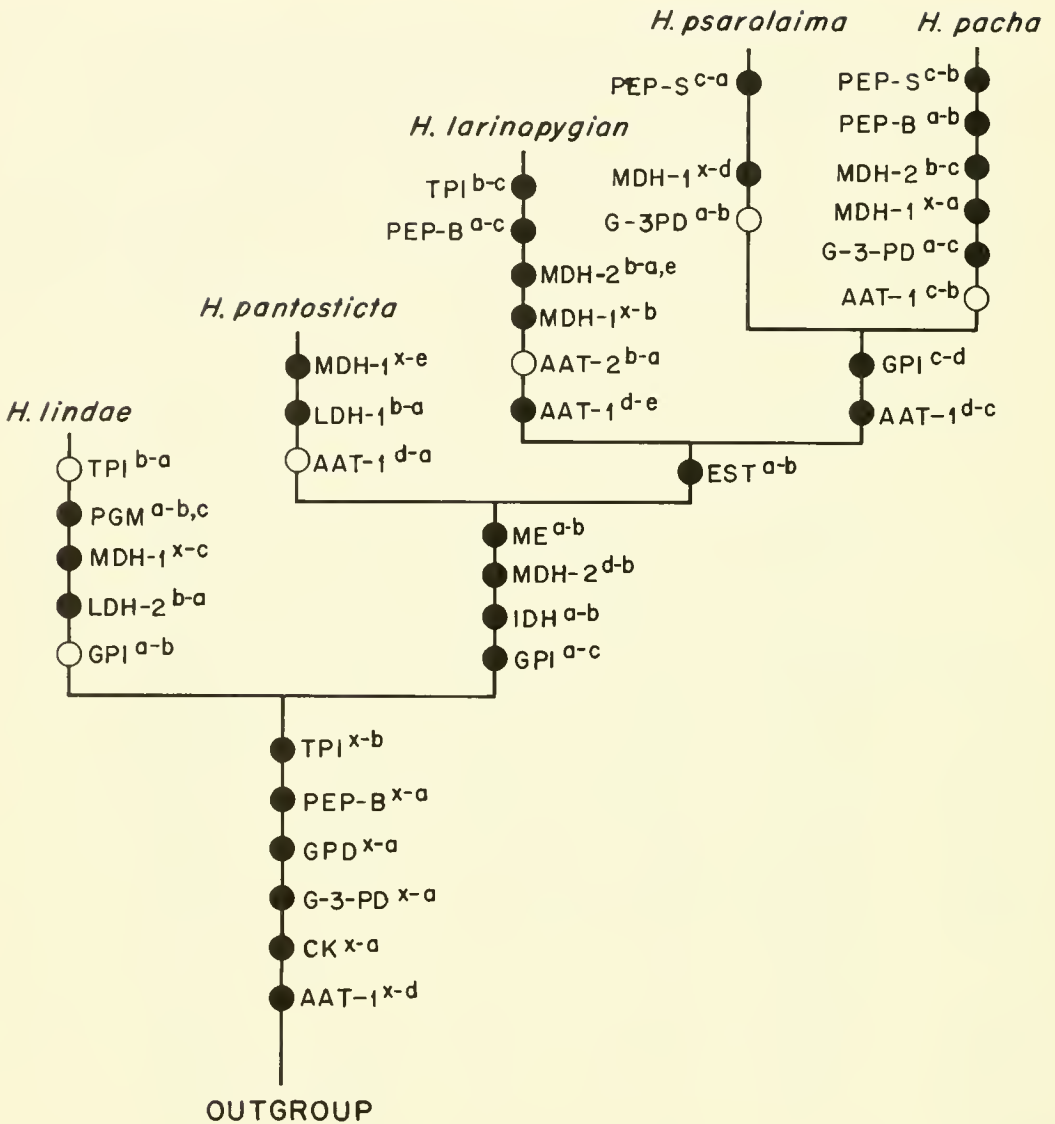 H. psarolaima
H. pacha
PEP-S c-a
PEP-S c-b
PEP-B a-b
H. larinopygian
MDH-2 b-c
TPI b-c
MDH-1 x-d
MDH-1 x-a
PEP-B a-c
G-3PD a-b
G-3-PD a-c
MDH-2 b-a,e
AAT-1 c-b
H. pantosticta
MDH-1 x-b
MDH-1 x-e
AAT-2 b-a
GPI c-d
LDH-1 b-a
AAT-1 d-e
AAT-1 d-c
H. lindae
AAT-1 d-a
EST a-b
TPI b-a
PGM a-b,c
ME a-b
MDH-1 x-c
MDH-2 d-b
LDH-2 b-a
IDH a-b
GPI a-b
GPI a-c
TPI x-b
PEP-B x-a
GPD x-a
G-3-PD x-a
CK x-a
AAT-1 x-d
OUTGROUP